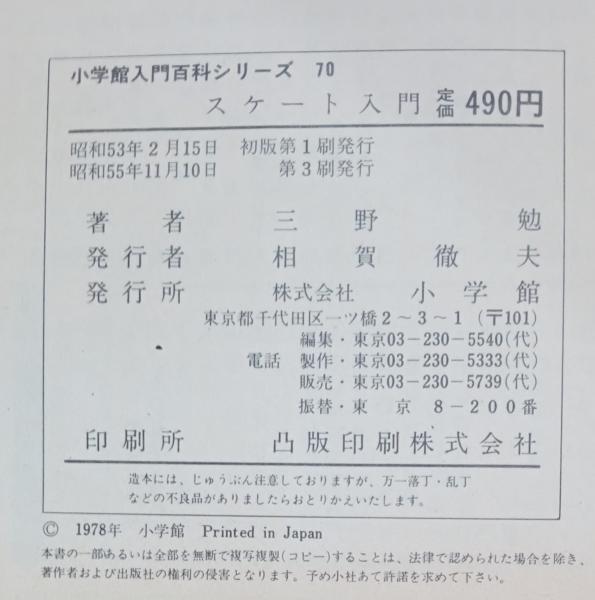 小学館入門百科シリーズ 70
スケート入門 定価 490円
昭和53年2月15日 初版第1刷発行
昭和55年11月10日 第3刷発行
著者 三野勉
発行者 相賀徹夫
発行所 株式会社 小学館
東京都千代田区一ツ橋2〜3〜1(〒101)
編集・東京03-230-5540(代)
電話 製作・東京03-230-5333(代)
販売・東京03-230-5739(代)
振替・東京 8-200番
印刷所 凸版印刷株式会社
造本には、じゅうぶん注意しておりますが、万一落丁・乱丁
などの不良品がありましたらおとりかえいたします。
© 1978年 小学館 Printed in Japan
本書の一部あるいは全部を無断で複写複製(コピー)することは、法律で認められた場合を除き、
著作者および出版社の権利の侵害となります。予め小社あて許諾を求めて下さい。